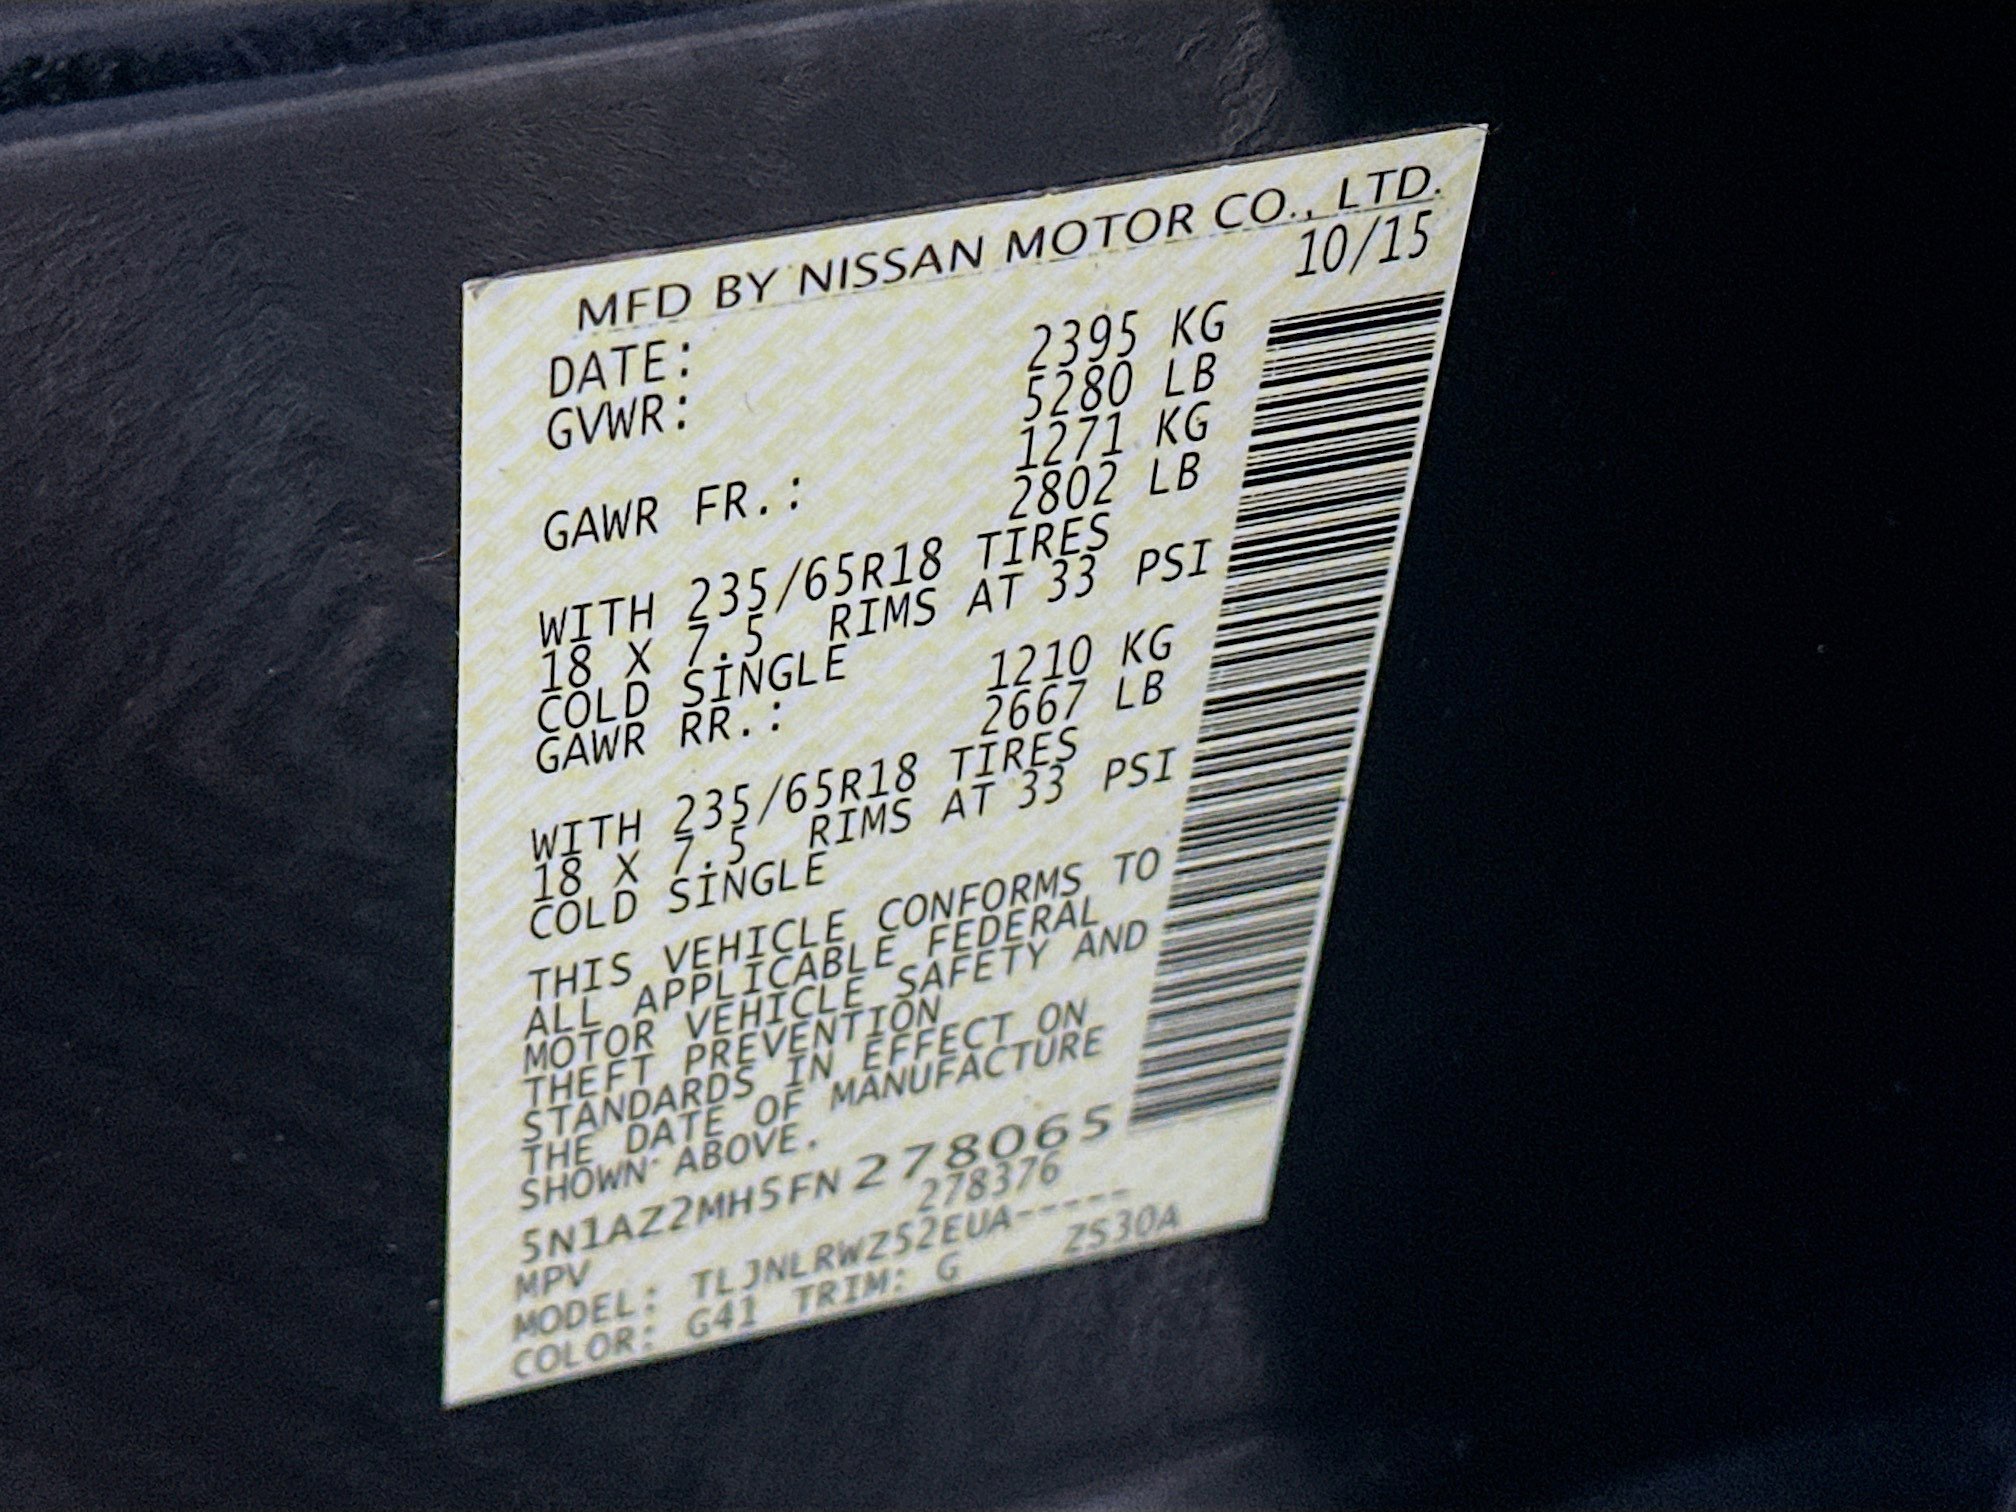 MFD BY NISSAN MOTOR CO., LTD.
DATE: 10/15
GVWR: 2395 KG
5280 LB
GAWR FR.: 1271 KG
2802 LB
WITH 235/65R18 TIRES
18 X 7.5 RIMS AT 33 PSI
COLD SINGLE
GAWR RR.: 1210 KG
2667 LB
WITH 235/65R18 TIRES
18 X 7.5 RIMS AT 33 PSI
COLD SINGLE
THIS VEHICLE CONFORMS TO
ALL APPLICABLE FEDERAL
MOTOR VEHICLE SAFETY AND
THEFT PREVENTION
STANDARDS IN EFFECT ON
THE DATE OF MANUFACTURE
SHOWN ABOVE.
5N1AZ2MH5FN278065
MPV 278376
MODEL: TLJNLRWZ52EUA-----
COLOR: G41 TRIM: G ZS30A